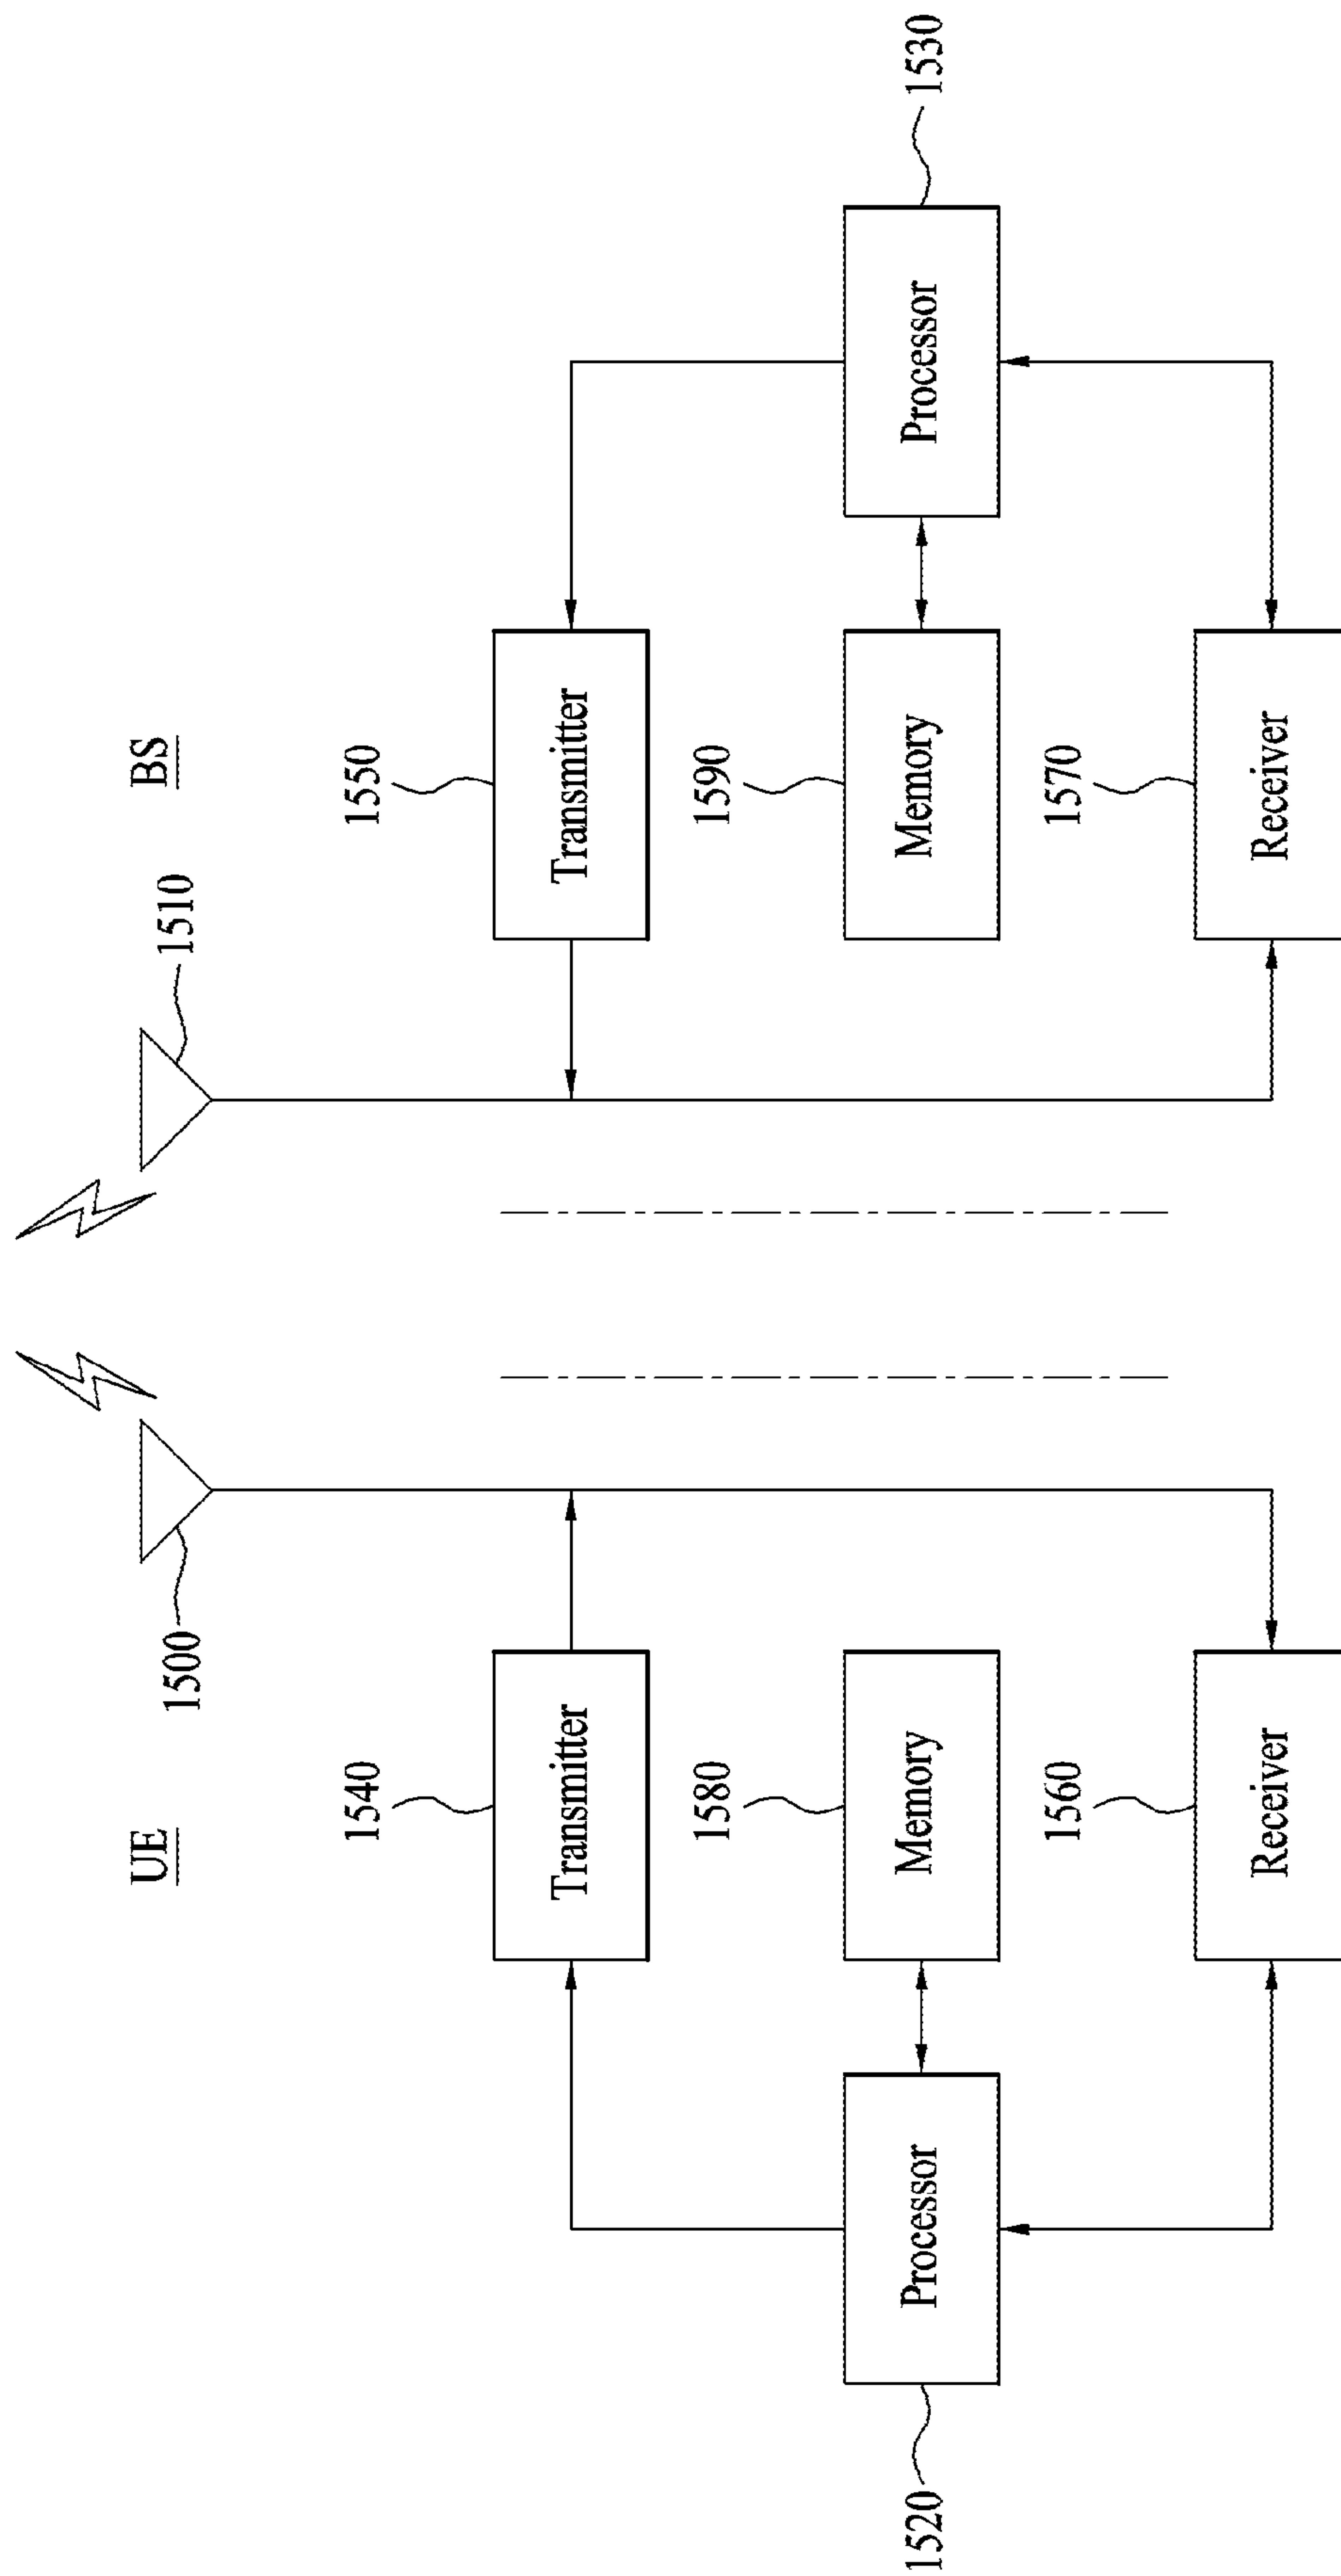 UE
BS
1500
1510
1540
Transmitter
1550
Transmitter
1520
Processor
1580
Memory
1590
Memory
Processor
1530
1560
Receiver
1570
Receiver